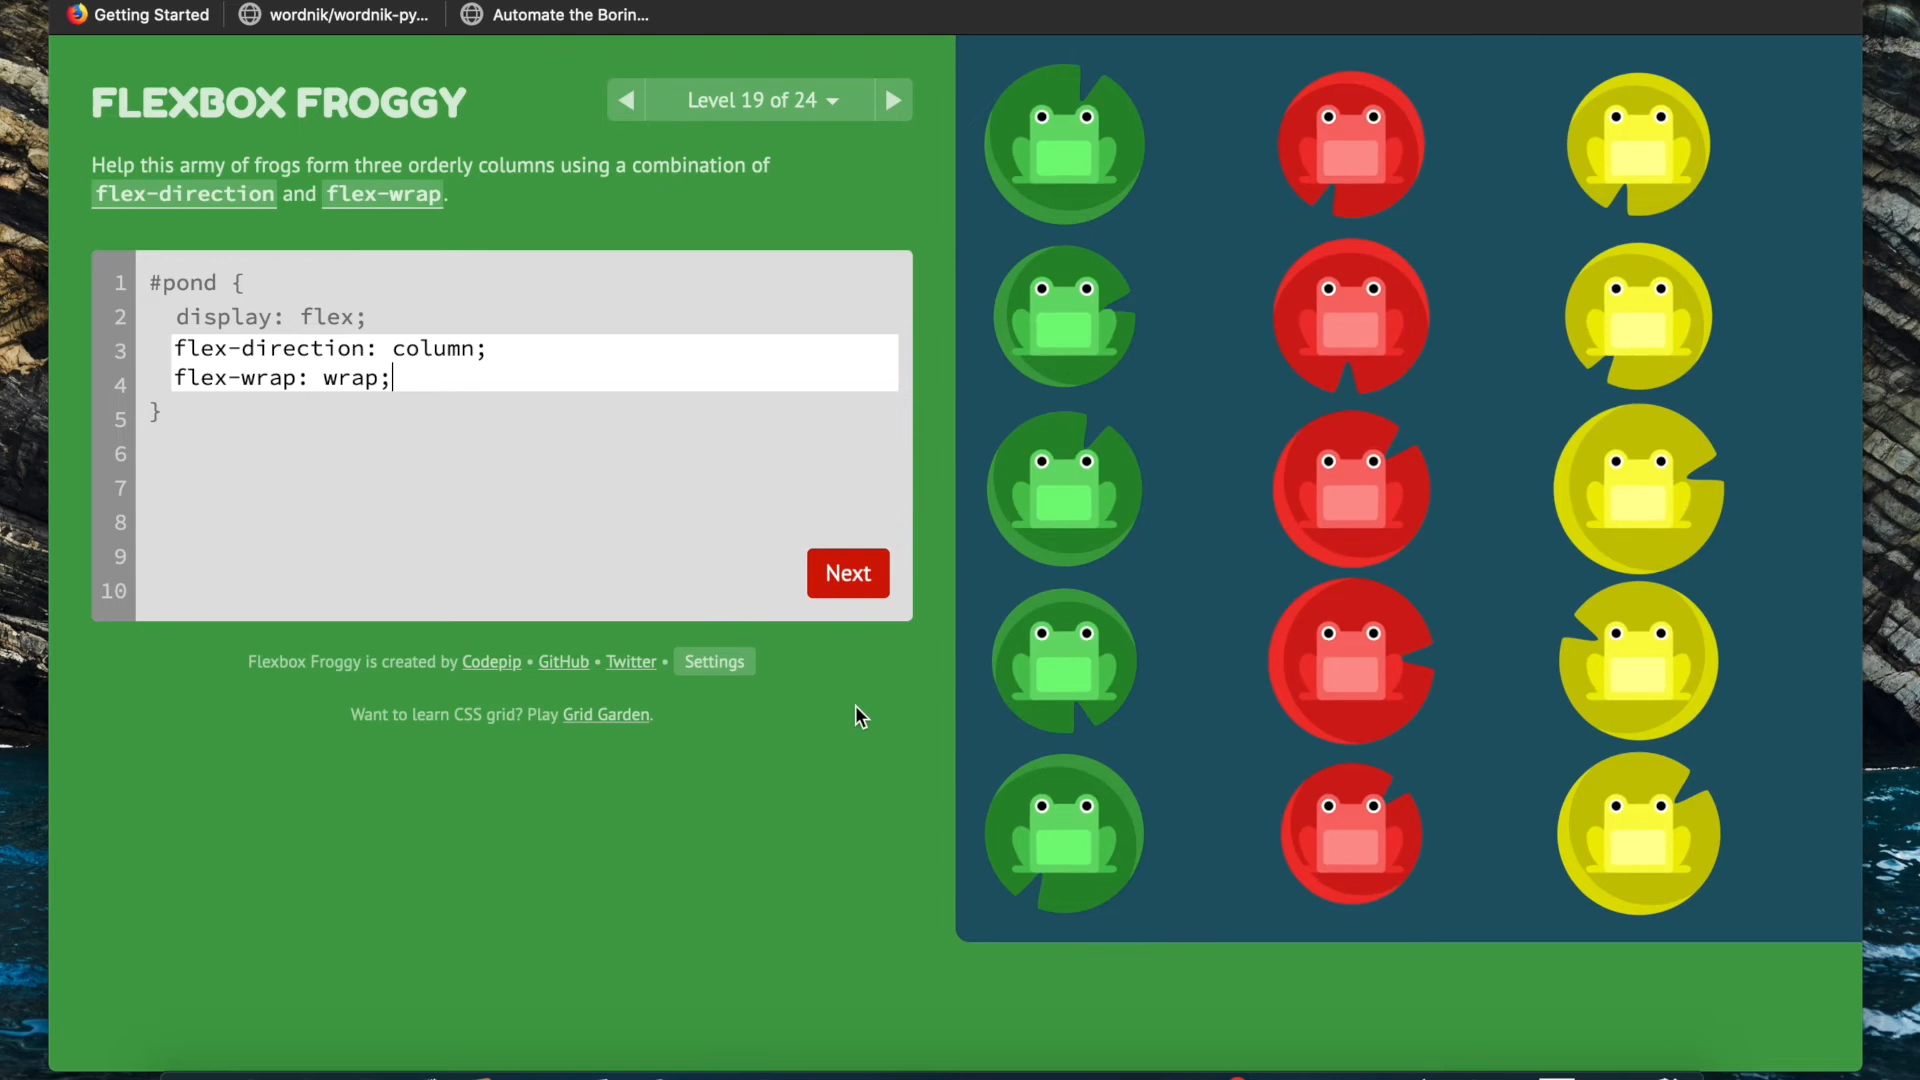 Getting Started
wordnik/wordnik-py...
Automate the Borin...
FLEXBOX FROGGY
Level 19 of 24
Help this army of frogs form three orderly columns using a combination of
flex-direction and flex-wrap.
1 #pond {
2 display: flex;
3 flex-direction: column;
4 flex-wrap: wrap;
5 }
6
7
8
9
10
Next
Flexbox Froggy is created by Codepip • GitHub • Twitter • Settings
Want to learn CSS grid? Play Grid Garden.